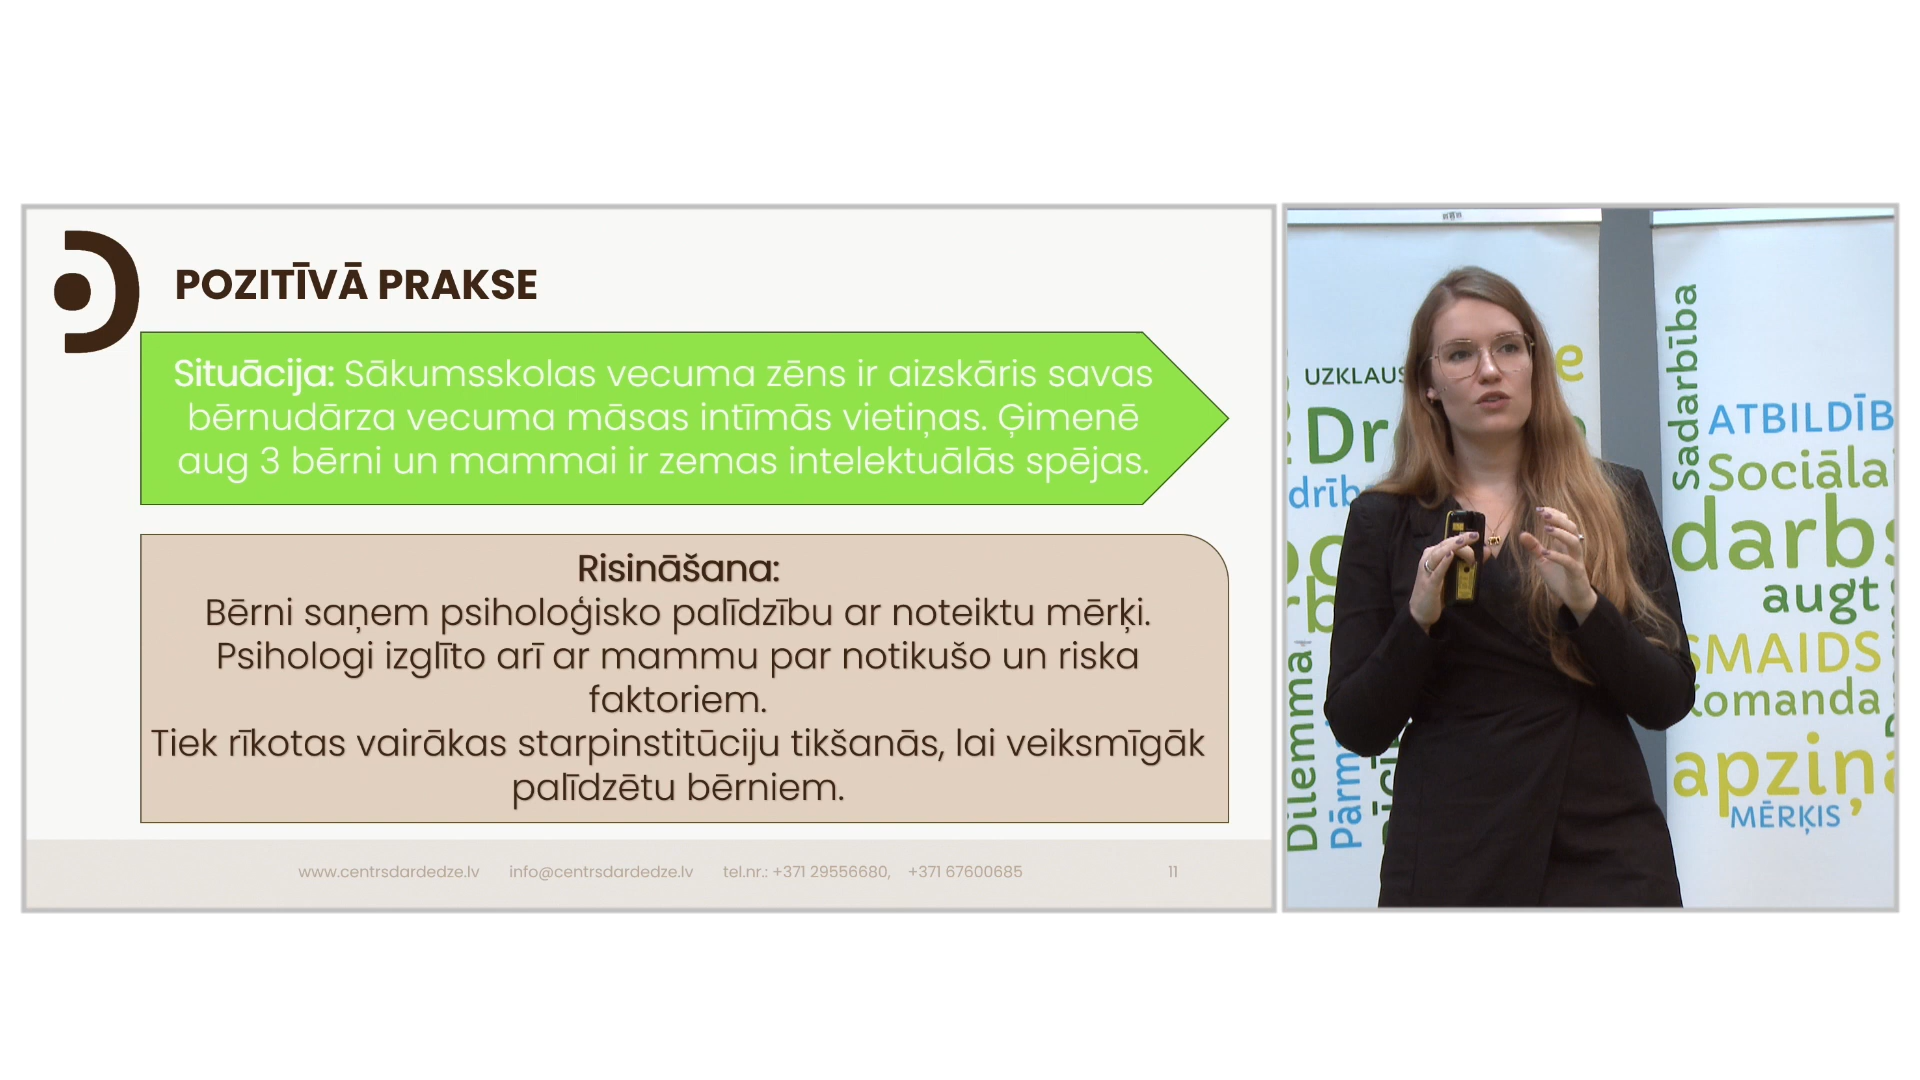 POZITĪVĀ PRAKSE
Situācija: Sākumsskolas vecuma zēns ir aizskāris savas
bērnudārza vecuma māsas intīmās vietiņas. Ģimenē
aug 3 bērni un mammai ir zemas intelektuālās spējas.
Risināšana:
Bērni saņem psiholoģisko palīdzību ar noteiktu mērķi.
Psihologi izglīto arī ar mammu par notikušo un riska
faktoriem.
Tiek rīkotas vairākas starpinstitūciju tikšanās, lai veiksmīgāk
palīdzētu bērniem.
www.centrsdardedze.lv info@centrsdardedze.lv tel.nr.: +371 29556680, +371 67600685 11
UZKLAUS
Dr
drīb
Dilemma
Pārm
Sadarbība
ATBILDĪB
Sociāla
darbs
augt
SMAIDS
Komanda
apziņa
MĒRĶIS